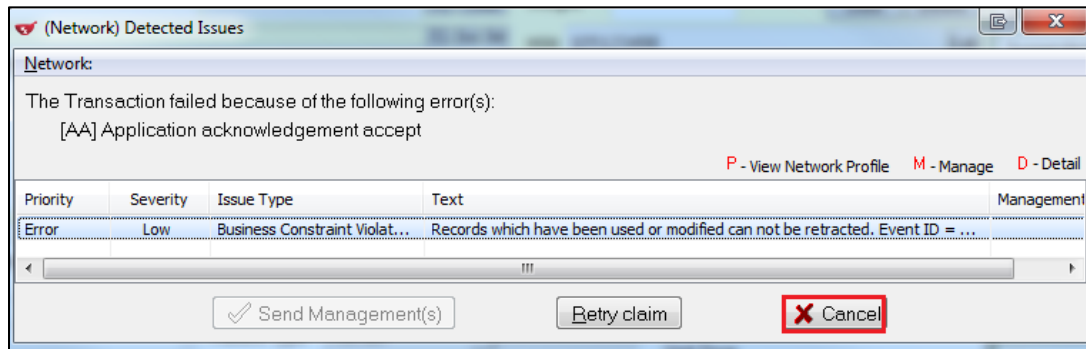 (Network) Detected Issues
Network:
The Transaction failed because of the following error(s):
[AA] Application acknowledgement accept
P - View Network Profile M - Manage D - Detail
Priority Severity Issue Type Text Management
Error Low Business Constraint Violat... Records which have been used or modified can not be retracted. Event ID = ...
Send Management(s) Retry claim Cancel